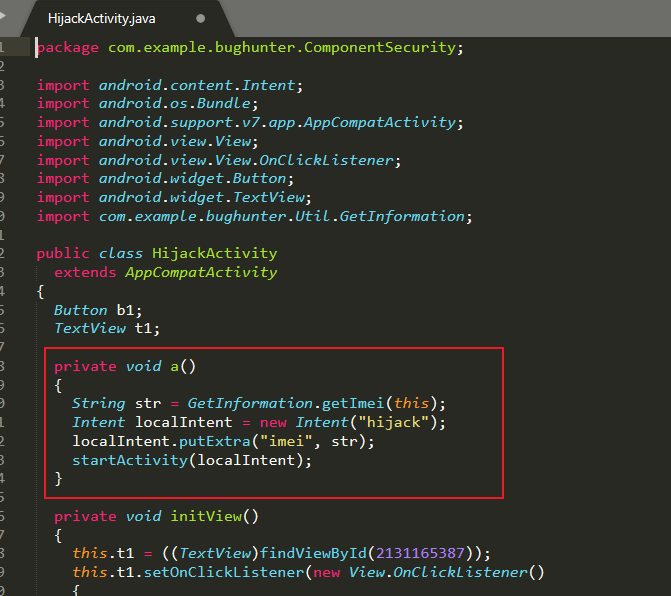 HijackActivity.java
1 package com.example.bughunter.ComponentSecurity;
2
3 import android.content.Intent;
4 import android.os.Bundle;
5 import android.support.v7.app.AppCompatActivity;
6 import android.view.View;
7 import android.view.View.OnClickListener;
8 import android.widget.Button;
9 import android.widget.TextView;
0 import com.example.bughunter.Util.GetInformation;
1
2 public class HijackActivity
3   extends AppCompatActivity
4 {
5   Button b1;
6   TextView t1;
7
8   private void a()
9   {
0     String str = GetInformation.getImei(this);
1     Intent localIntent = new Intent("hijack");
2     localIntent.putExtra("imei", str);
3     startActivity(localIntent);
4   }
5
6   private void initView()
7   {
8     this.t1 = ((TextView)findViewById(2131165387));
9     this.t1.setOnClickListener(new View.OnClickListener()
0     {